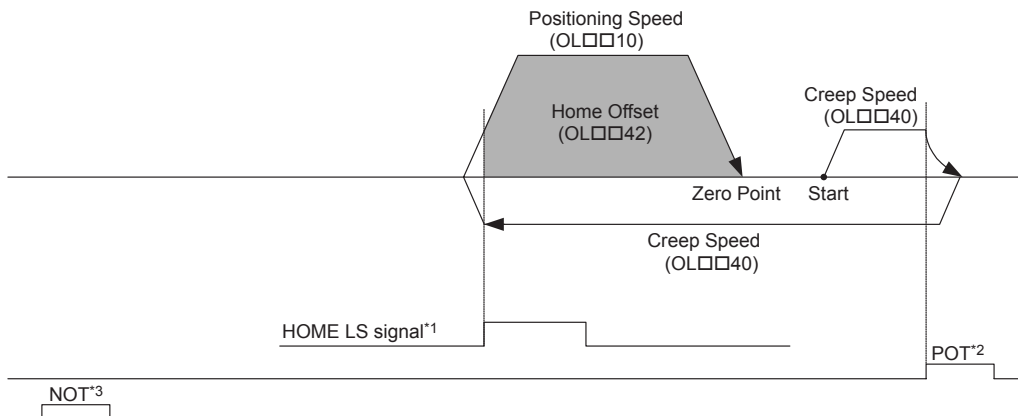 Positioning Speed
(OL□□10)
Creep Speed
(OL□□40)
Home Offset
(OL□□42)
Zero Point
Start
Creep Speed
(OL□□40)
HOME LS signal*1
POT*2
NOT*3